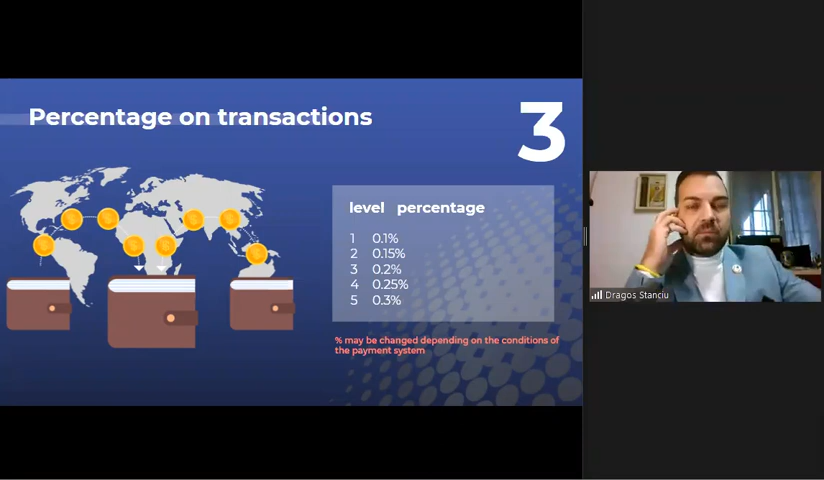 Percentage on transactions
3
level percentage
1 0.1%
2 0.15%
3 0.2%
4 0.25%
5 0.3%
% may be changed depending on the conditions of
the payment system
Dragos Stanciu